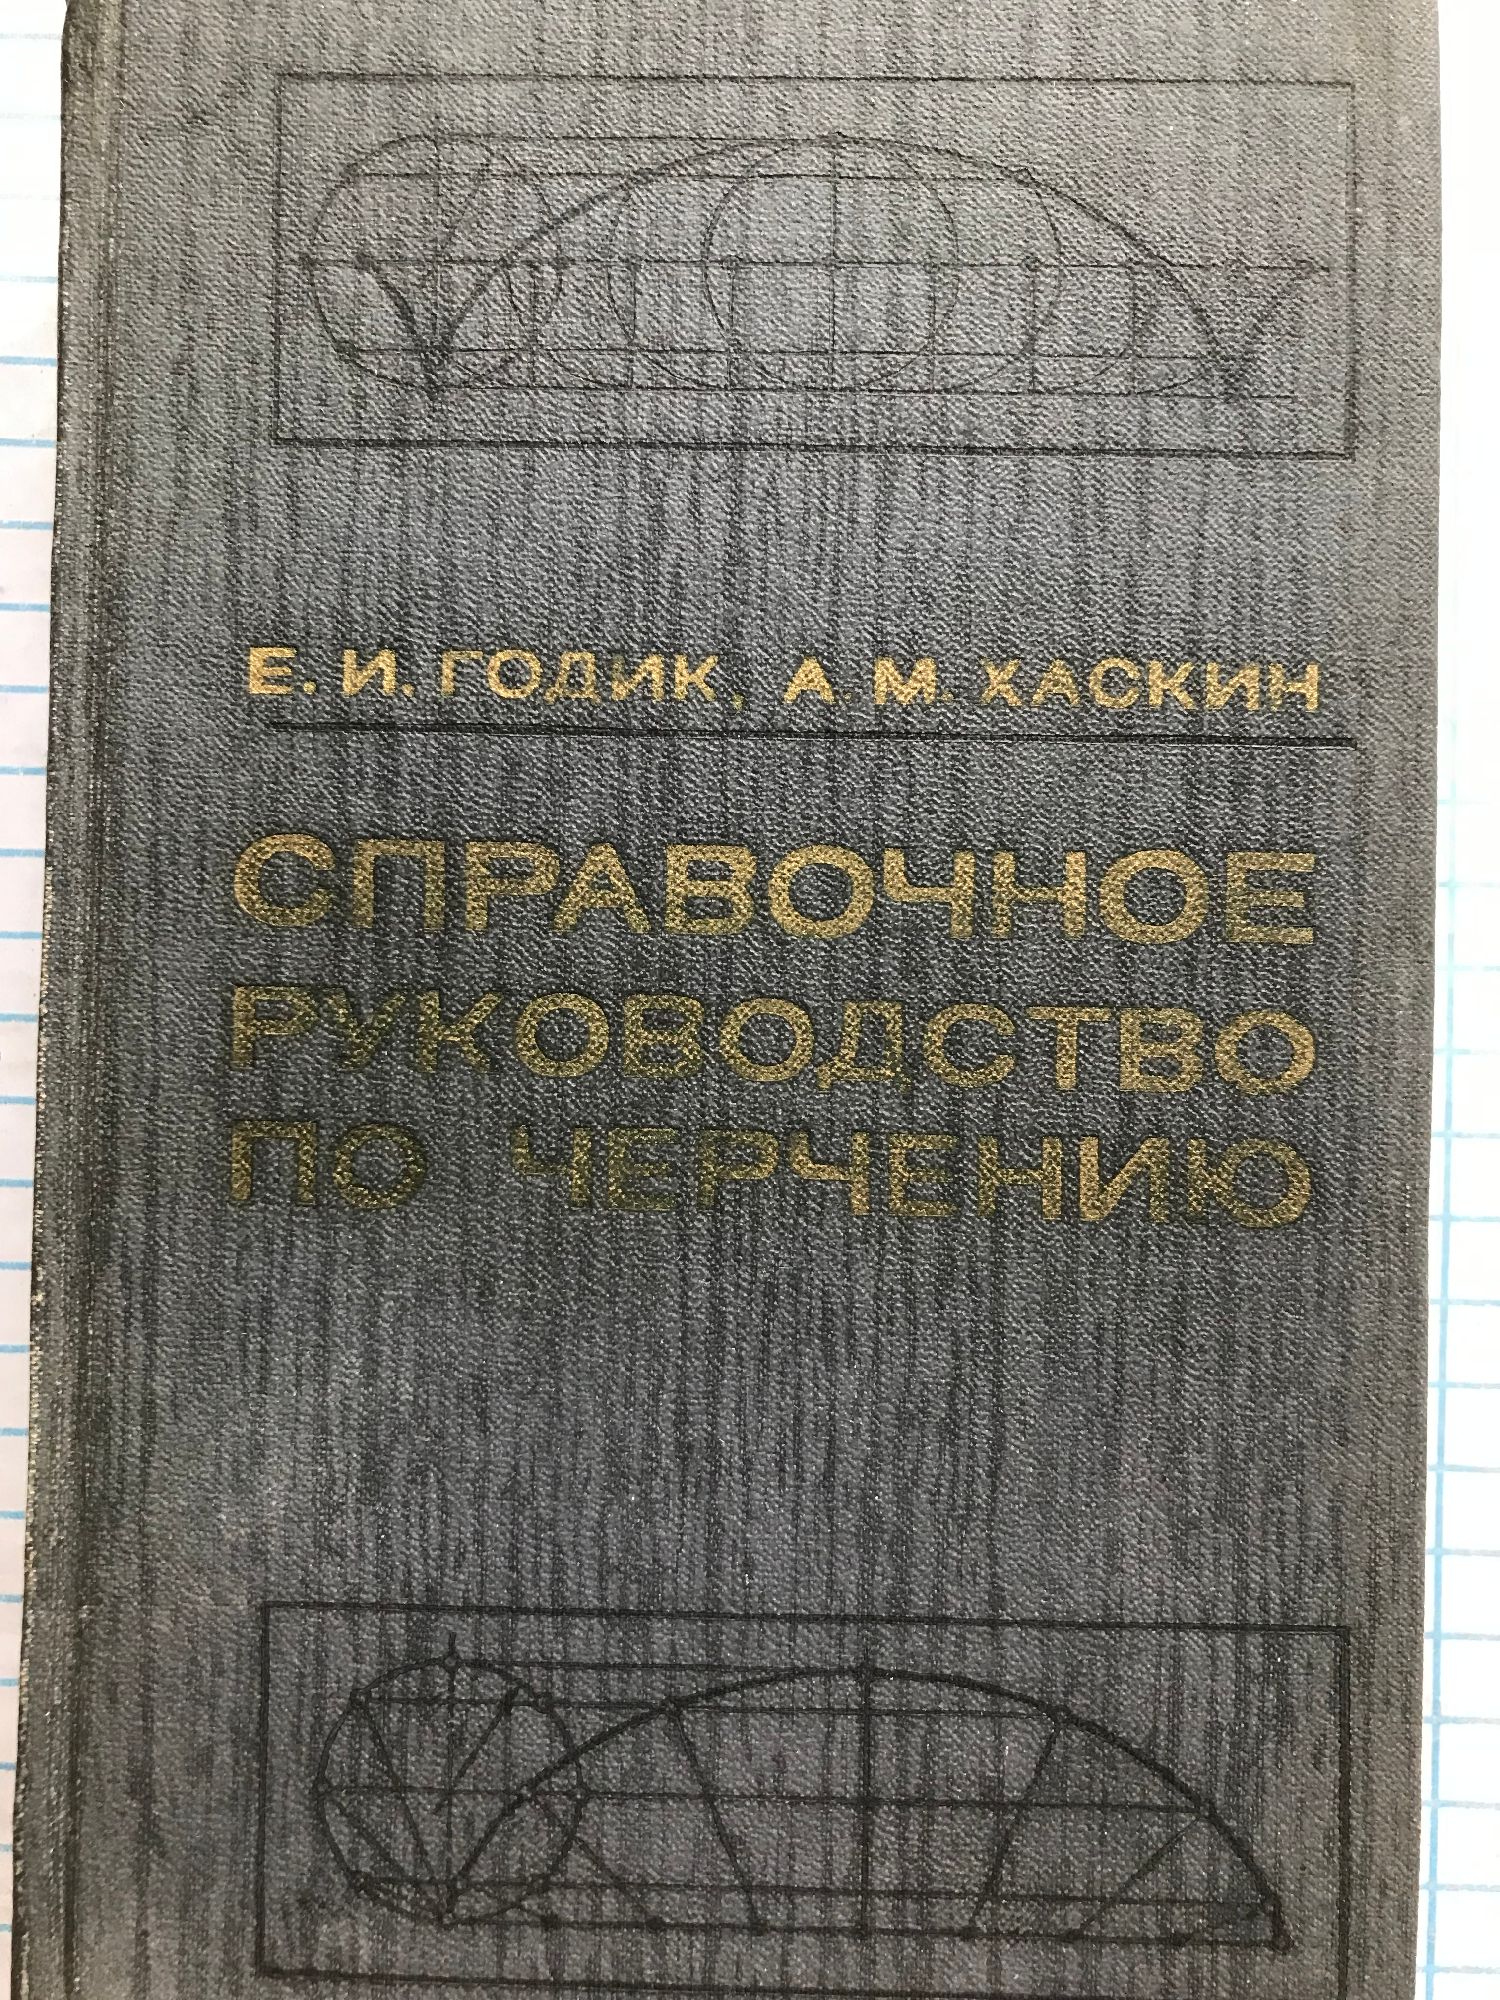 Е. И. ГОДИК, А. М. ХАСКИН
СПРАВОЧНОЕ
РУКОВОДСТВО
ПО ЧЕРЧЕНИЮ